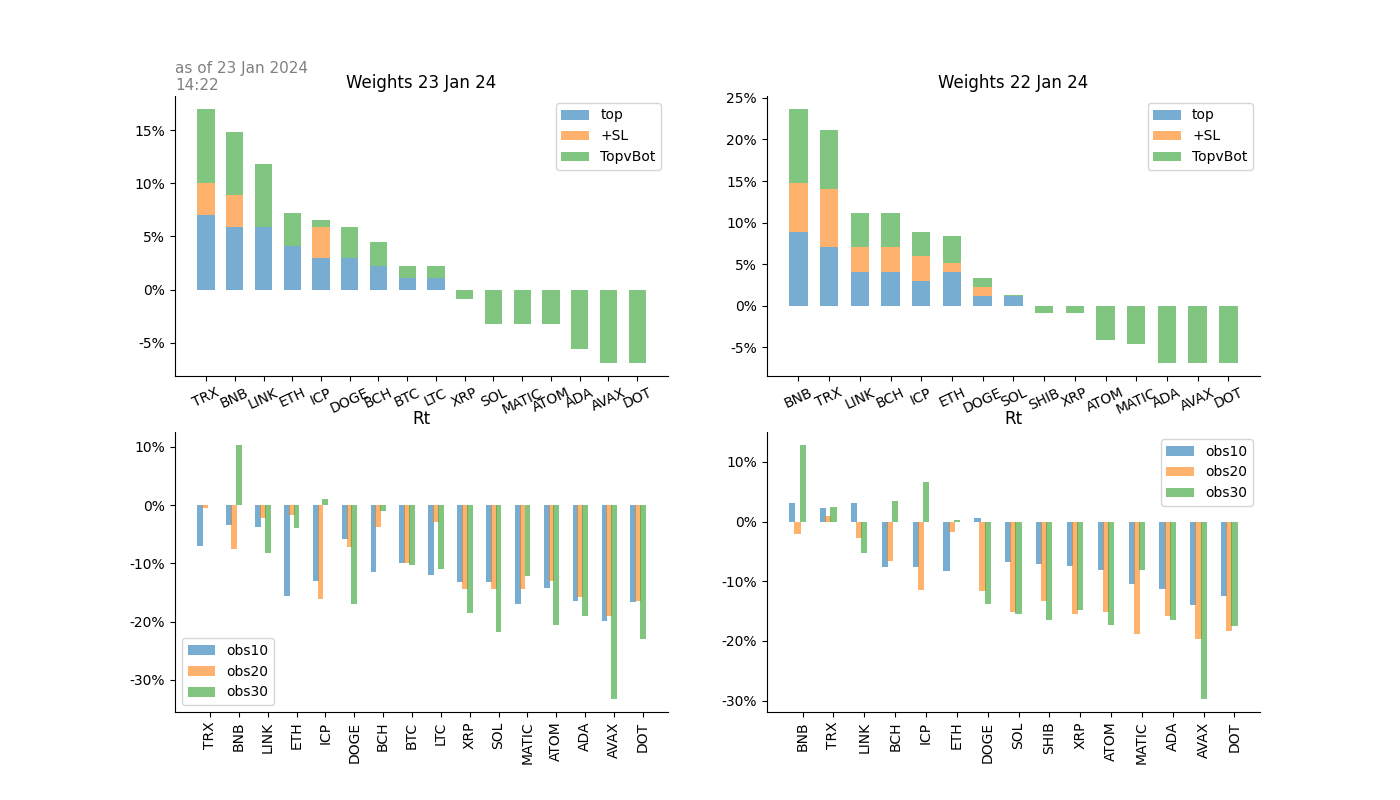 as of 23 Jan 2024
14:22
Weights 23 Jan 24
15%
10%
5%
0%
-5%
top
+SL
TopvBot
TRX BNB LINK ETH ICP DOGE BCH BTC LTC XRP SOL MATIC ATOM ADA AVAX DOT
Weights 22 Jan 24
25%
20%
15%
10%
5%
0%
-5%
top
+SL
TopvBot
BNB TRX LINK BCH ICP ETH DOGE SOL SHIB XRP ATOM MATIC ADA AVAX DOT
Rt
10%
0%
-10%
-20%
-30%
obs10
obs20
obs30
TRX BNB LINK ETH ICP DOGE BCH BTC LTC XRP SOL MATIC ATOM ADA AVAX DOT
Rt
10%
0%
-10%
-20%
-30%
obs10
obs20
obs30
BNB TRX LINK BCH ICP ETH DOGE SOL SHIB XRP ATOM MATIC ADA AVAX DOT